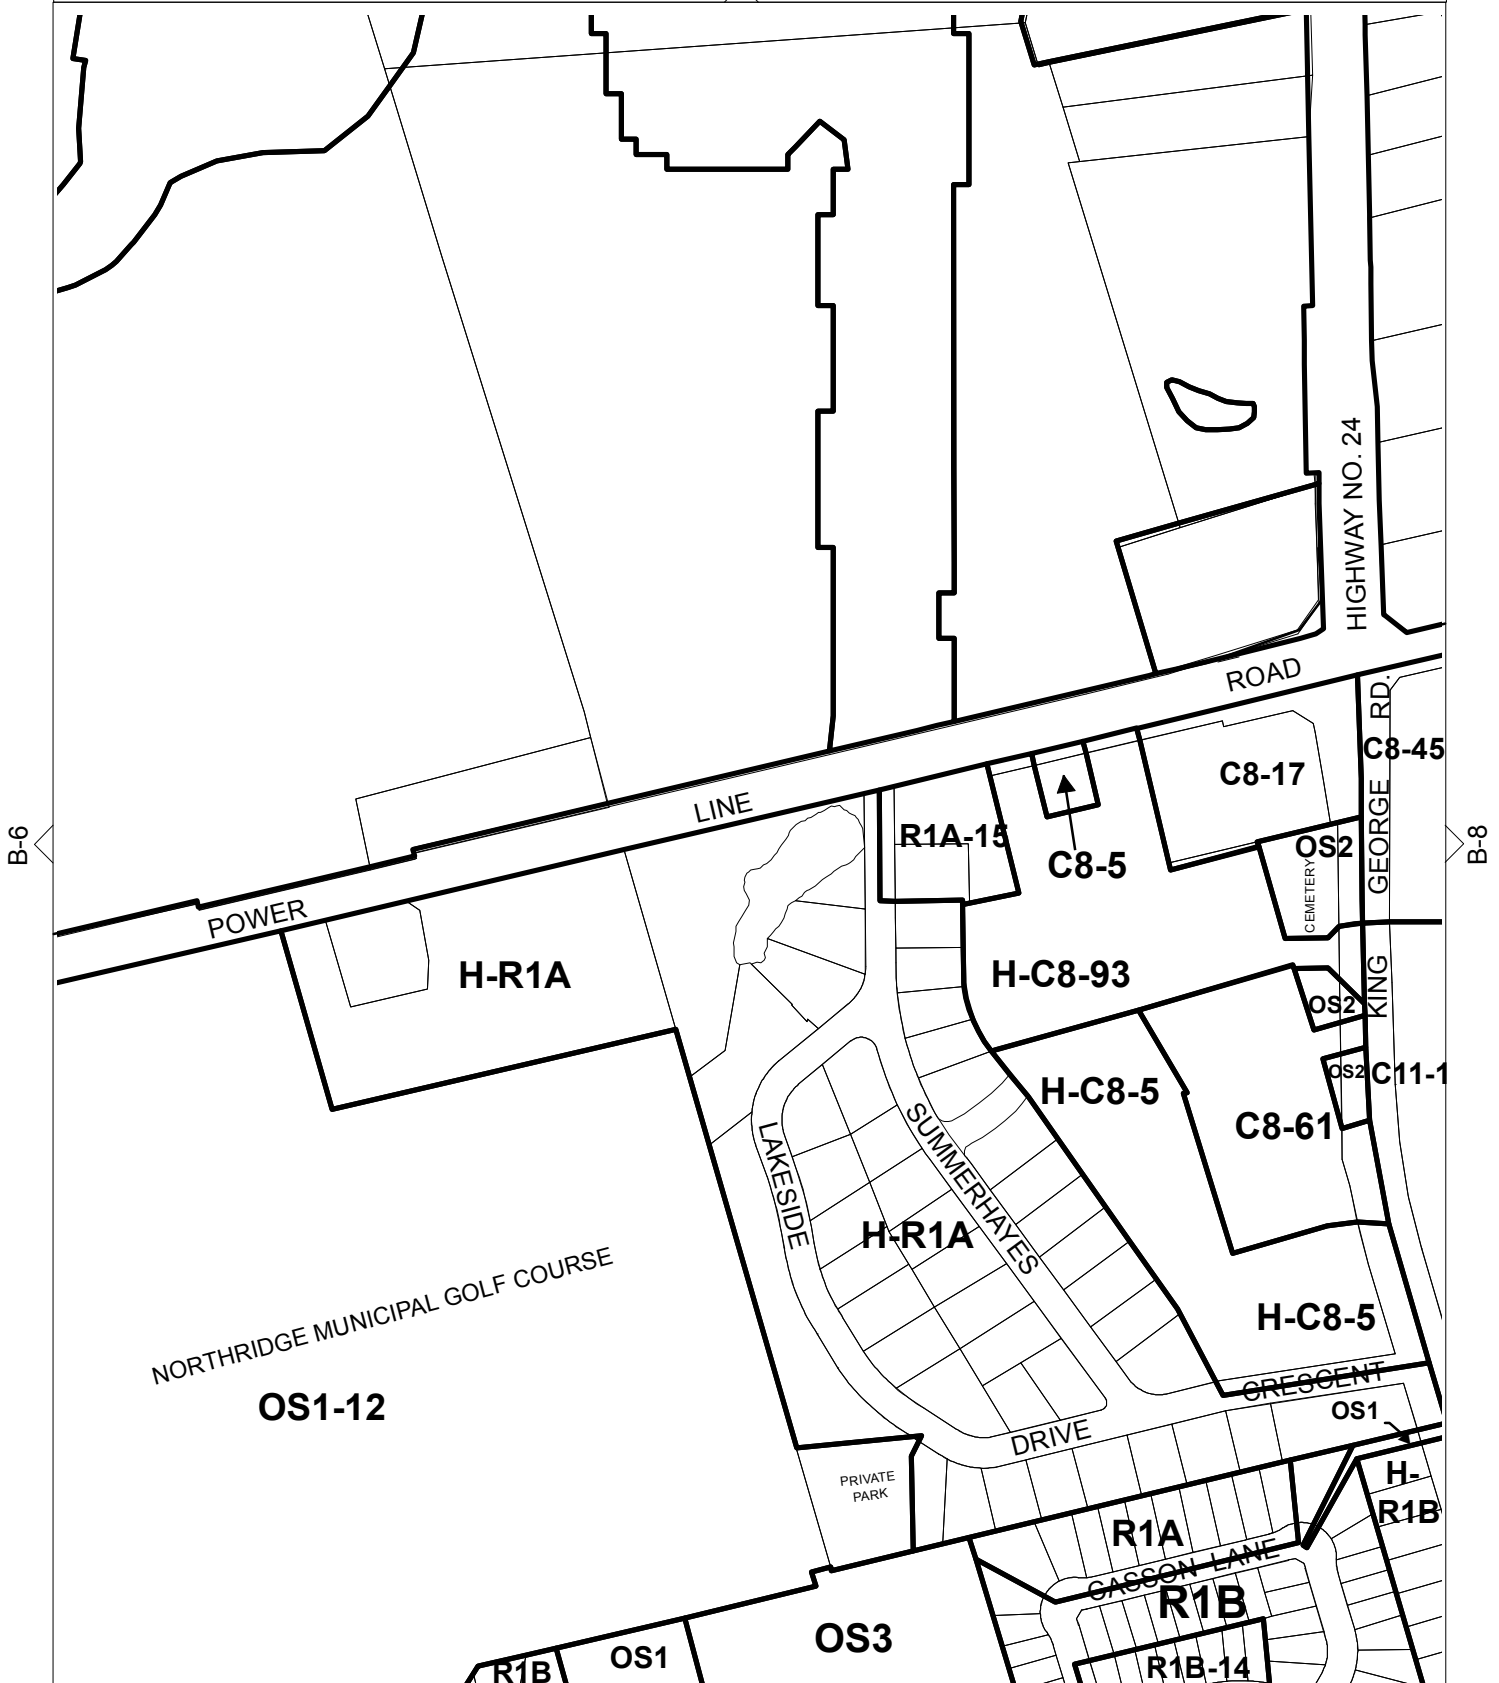 HIGHWAY NO. 24
ROAD
LINE
POWER
KING GEORGE RD.
C8-45
C8-17
R1A-15
C8-5
OS2
CEMETERY
B-6
B-8
H-R1A
H-C8-93
OS2
OS2
C11-1
H-C8-5
C8-61
LAKESIDE
SUMMERHAYES
H-R1A
NORTHRIDGE MUNICIPAL GOLF COURSE
OS1-12
H-C8-5
CRESCENT
DRIVE
OS1
PRIVATE
PARK
H-
R1B
R1A
CASSON LANE
R1B
OS3
OS1
R1B
R1B-14